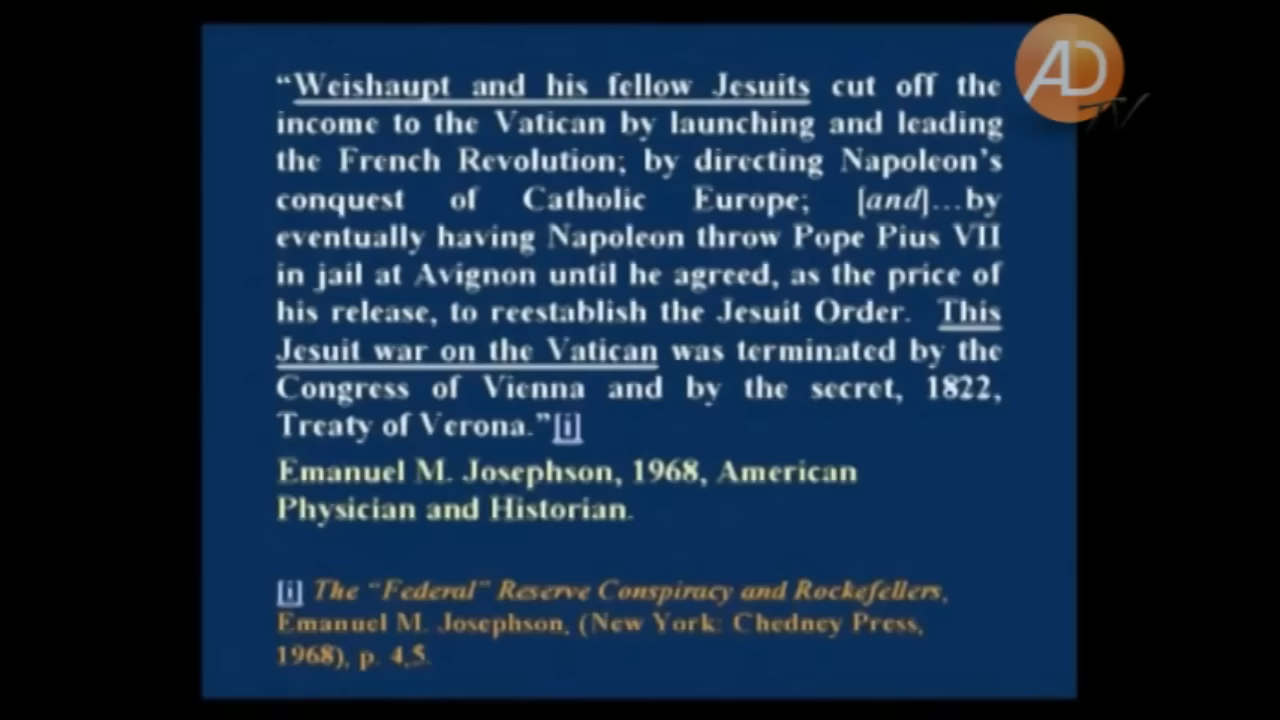 “Weishaupt and his fellow Jesuits cut off the
income to the Vatican by launching and leading
the French Revolution; by directing Napoleon’s
conquest of Catholic Europe; [and]…by
eventually having Napoleon throw Pope Pius VII
in jail at Avignon until he agreed, as the price of
his release, to reestablish the Jesuit Order. This
Jesuit war on the Vatican was terminated by the
Congress of Vienna and by the secret, 1822,
Treaty of Verona.”[i]
Emanuel M. Josephson, 1968, American
Physician and Historian.
[i] The “Federal” Reserve Conspiracy and Rockefellers,
Emanuel M. Josephson, (New York: Chedney Press,
1968), p. 4,5.
AD
TV